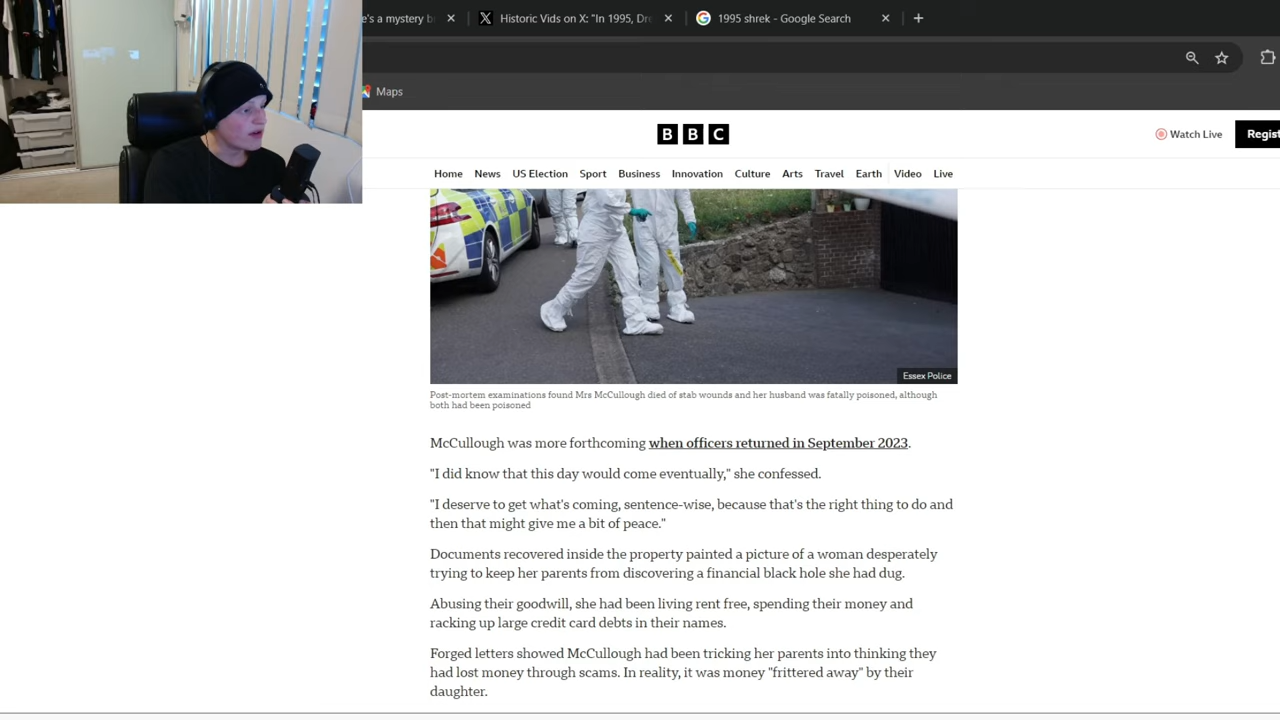 e's a mystery b
Historic Vids on X: "In 1995, Dre
1995 shrek - Google Search
Maps
BBC
Watch Live
Regist
Home News US Election Sport Business Innovation Culture Arts Travel Earth Video Live
Essex Police
Post-mortem examinations found Mrs McCullough died of stab wounds and her husband was fatally poisoned, although
both had been poisoned
McCullough was more forthcoming when officers returned in September 2023.
"I did know that this day would come eventually," she confessed.
"I deserve to get what's coming, sentence-wise, because that's the right thing to do and
then that might give me a bit of peace."
Documents recovered inside the property painted a picture of a woman desperately
trying to keep her parents from discovering a financial black hole she had dug.
Abusing their goodwill, she had been living rent free, spending their money and
racking up large credit card debts in their names.
Forged letters showed McCullough had been tricking her parents into thinking they
had lost money through scams. In reality, it was money "frittered away" by their
daughter.